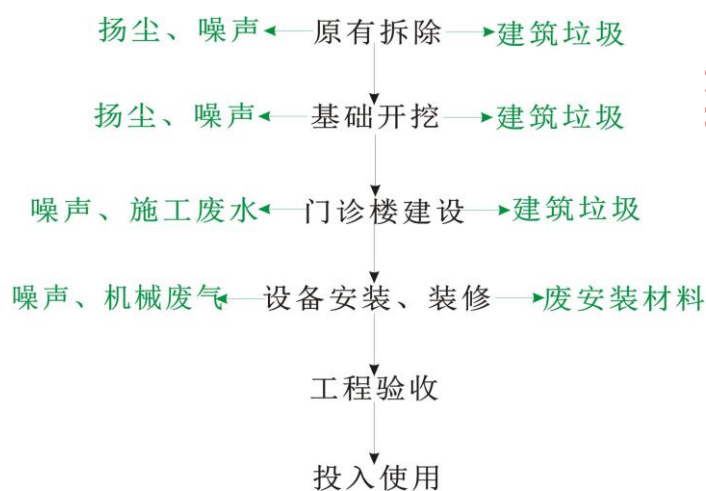 扬尘、噪声 原有拆除 建筑垃圾
扬尘、噪声 基础开挖 建筑垃圾
噪声、施工废水 门诊楼建设 建筑垃圾
噪声、机械废气 设备安装、装修 废安装材料
工程验收
投入使用